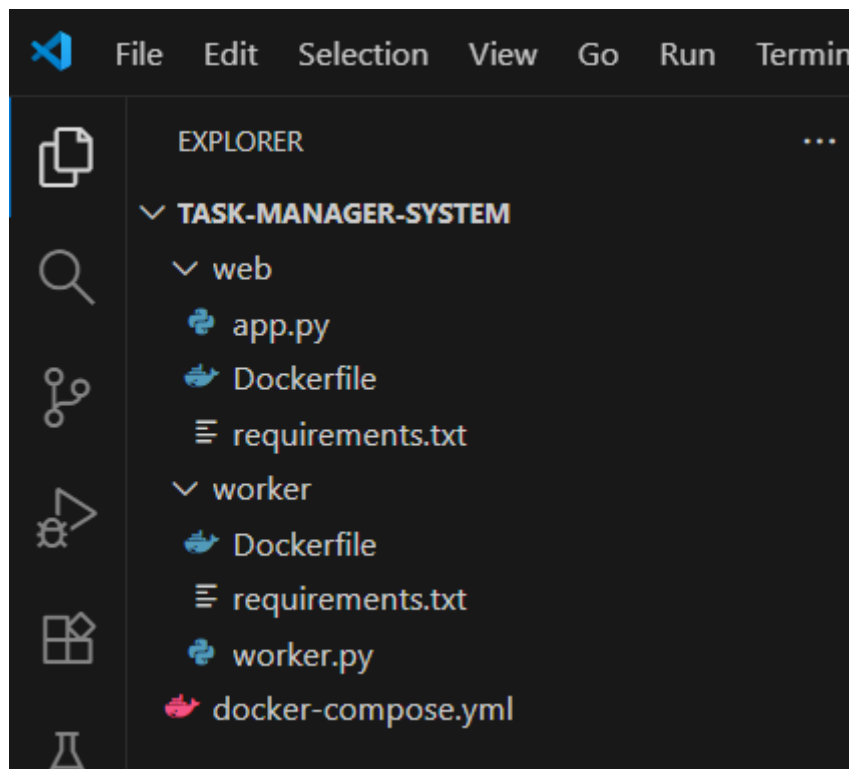 File Edit Selection View Go Run Termin
EXPLORER
TASK-MANAGER-SYSTEM
web
app.py
Dockerfile
requirements.txt
worker
Dockerfile
requirements.txt
worker.py
docker-compose.yml